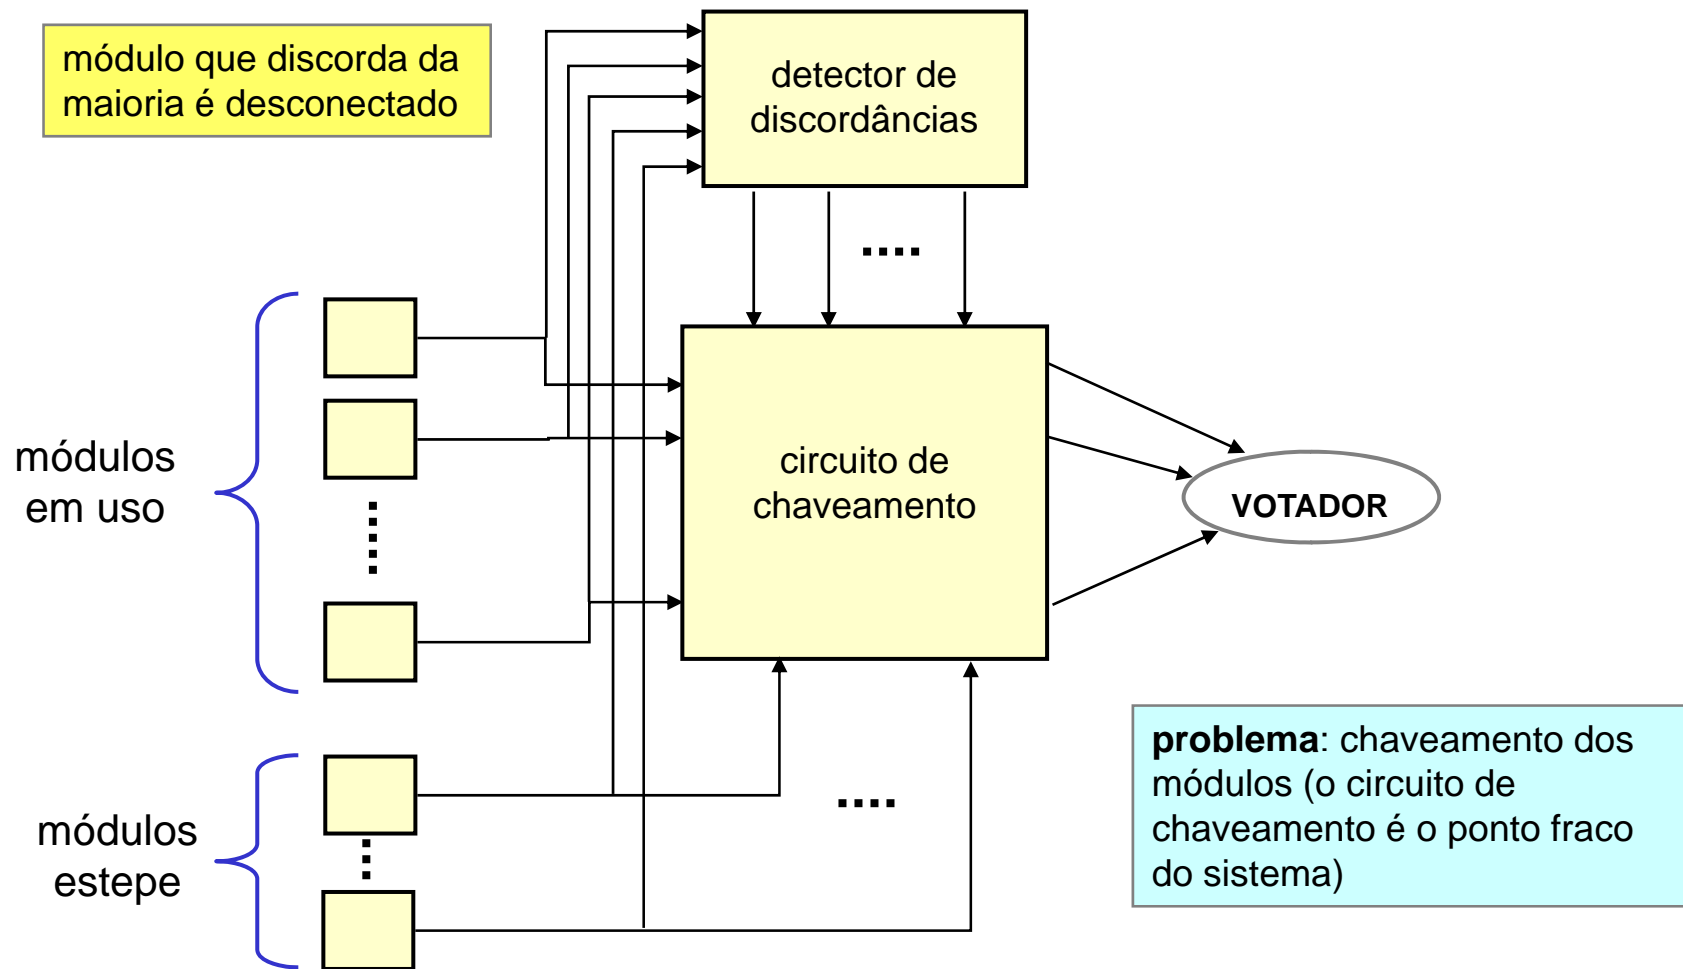 módulo que discorda da
maioria é desconectado
detector de
discordâncias
....
módulos
em uso
circuito de
chaveamento
VOTADOR
módulos
estepe
....
problema: chaveamento dos
módulos (o circuito de
chaveamento é o ponto fraco
do sistema)